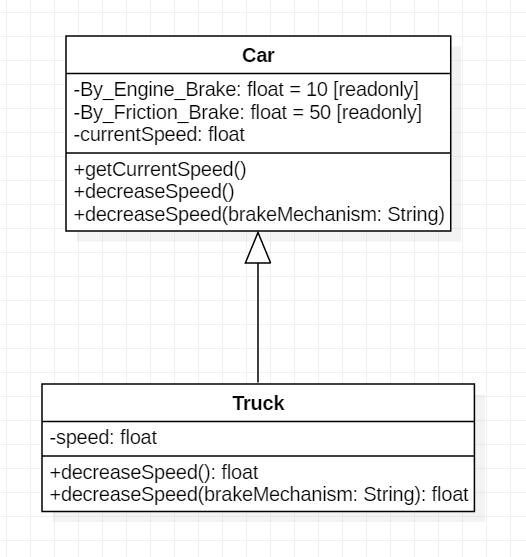 Car
-By_Engine_Brake: float = 10 [readonly]
-By_Friction_Brake: float = 50 [readonly]
-currentSpeed: float
+getCurrentSpeed()
+decreaseSpeed()
+decreaseSpeed(brakeMechanism: String)
Truck
-speed: float
+decreaseSpeed(): float
+decreaseSpeed(brakeMechanism: String): float